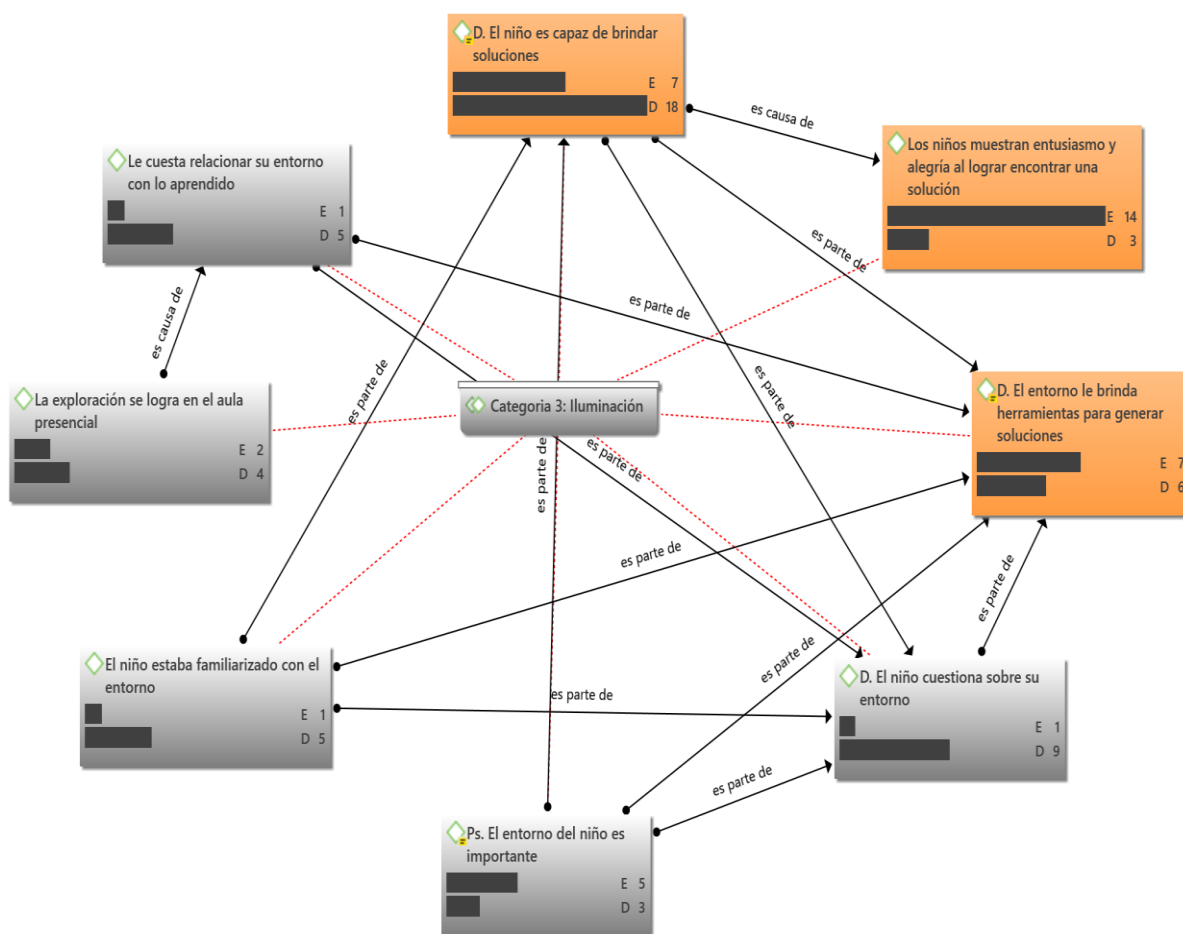 D. El niño es capaz de brindar
soluciones
E 7
D 18
es causa de
Los niños muestran entusiasmo y
alegría al lograr encontrar una
solución
E 14
D 3
Le cuesta relacionar su entorno
con lo aprendido
E 1
D 5
es parte de
es parte de
es causa de
La exploración se logra en el aula
presencial
E 2
D 4
es parte de
Categoria 3: Iluminación
es parte de
D. El entorno le brinda
herramientas para generar
soluciones
E 7
D 6
es parte de
es parte de
es parte de
es parte de
es parte de
El niño estaba familiarizado con el
entorno
E 1
D 5
es parte de
D. El niño cuestiona sobre su
entorno
E 1
D 9
es parte de
Ps. El entorno del niño es
importante
E 5
D 3